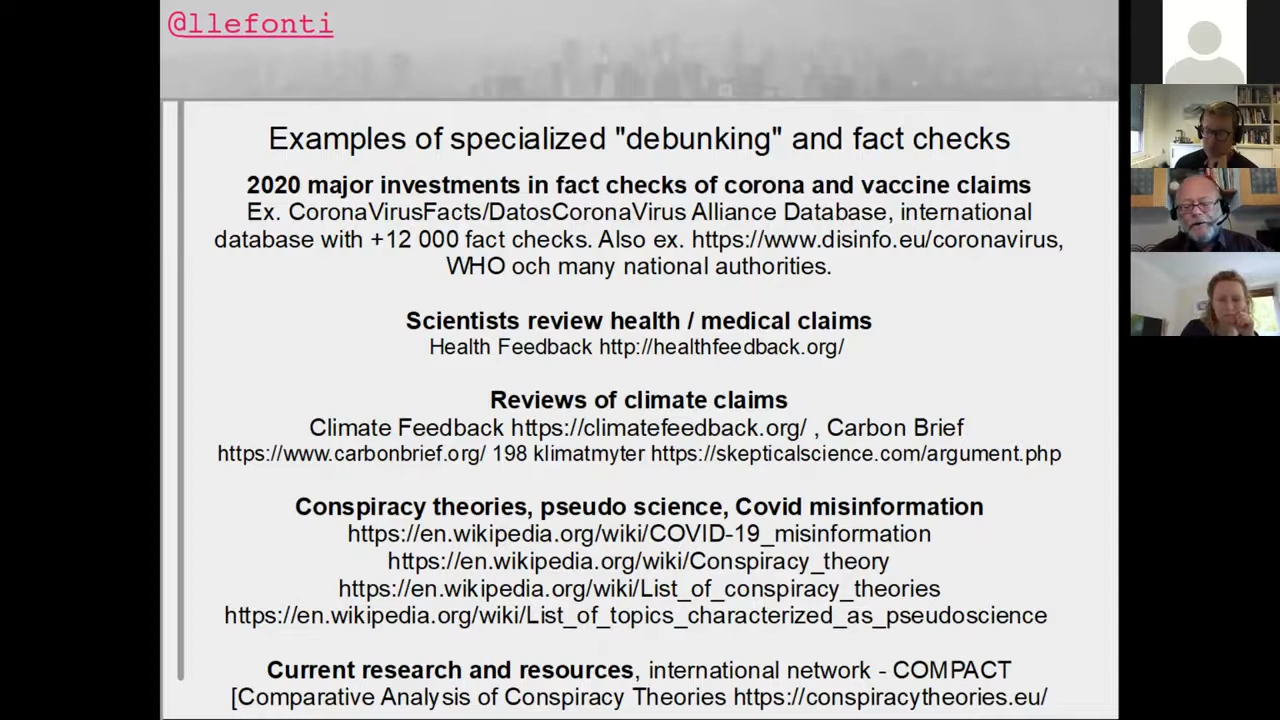 @llefonti
Examples of specialized "debunking" and fact checks
2020 major investments in fact checks of corona and vaccine claims
Ex. CoronaVirusFacts/DatosCoronaVirus Alliance Database, international
database with +12 000 fact checks. Also ex. https://www.disinfo.eu/coronavirus,
WHO och many national authorities.
Scientists review health / medical claims
Health Feedback http://healthfeedback.org/
Reviews of climate claims
Climate Feedback https://climatefeedback.org/ , Carbon Brief
https://www.carbonbrief.org/ 198 klimatmyter https://skepticalscience.com/argument.php
Conspiracy theories, pseudo science, Covid misinformation
https://en.wikipedia.org/wiki/COVID-19_misinformation
https://en.wikipedia.org/wiki/Conspiracy_theory
https://en.wikipedia.org/wiki/List_of_conspiracy_theories
https://en.wikipedia.org/wiki/List_of_topics_characterized_as_pseudoscience
Current research and resources, international network - COMPACT
[Comparative Analysis of Conspiracy Theories https://conspiracytheories.eu/